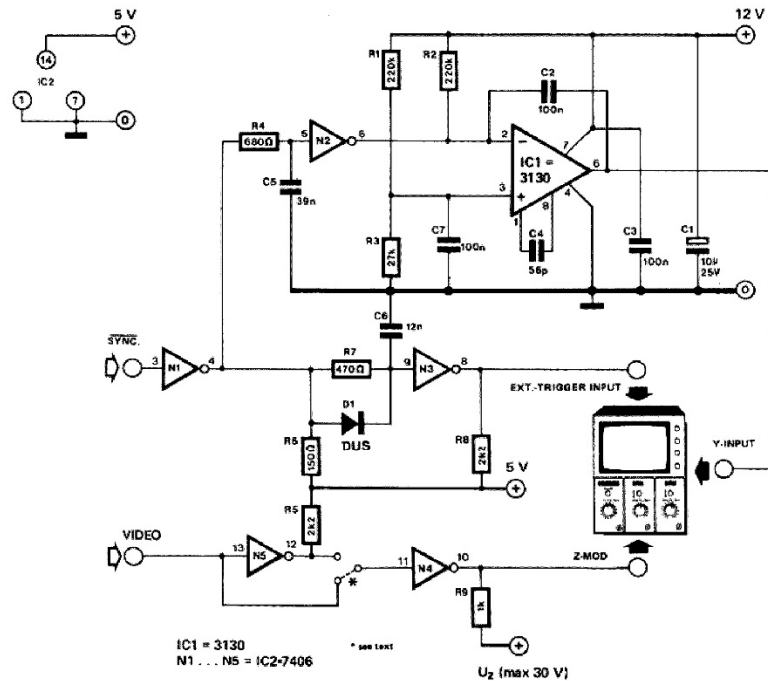 5 V
+
14
IC2
1
7
0
12 V
+
R1
220k
R2
220k
C2
100n
R4
680Ω
5
N2
6
2
−
7
IC1 =
3130
6
3
+
1
8
4
C5
39n
R3
27k
C7
100n
C4
56p
C3
100n
C1
10µ
25V
0
C6
12n
SYNC.
3
N1
4
R7
470Ω
9
N3
8
EXT.-TRIGGER INPUT
D1
DUS
R6
150Ω
R8
2k2
Y-INPUT
5 V
+
R5
2k2
VIDEO
13
N5
12
*
11
N4
10
Z-MOD
R9
1k
+
IC1 = 3130
* see text
N1 . . . N5 = IC2-7406
Uz (max 30 V)